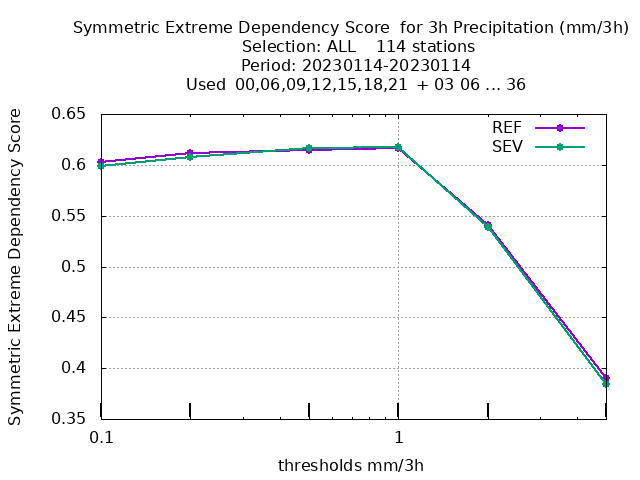 Symmetric Extreme Dependency Score  for 3h Precipitation (mm/3h)
Selection: ALL    114 stations
Period: 20230114-20230114
Used  00,06,09,12,15,18,21  + 03 06 ... 36
Symmetric Extreme Dependency Score
0.65
0.6
0.55
0.5
0.45
0.4
0.35
REF
SEV
0.1
1
thresholds mm/3h